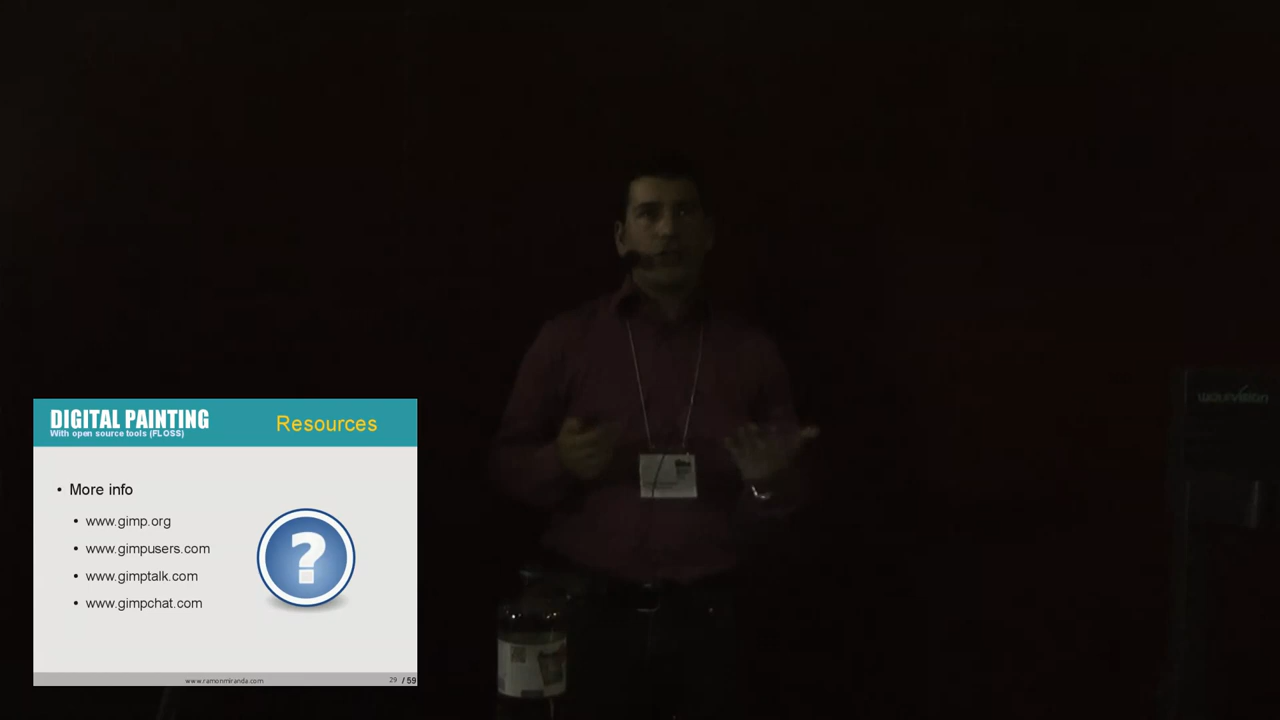 DIGITAL PAINTING
With open source tools (FLOSS)
Resources
• More info
• www.gimp.org
• www.gimpusers.com
• www.gimptalk.com
• www.gimpchat.com
?
www.ramonmiranda.com
29 / 59